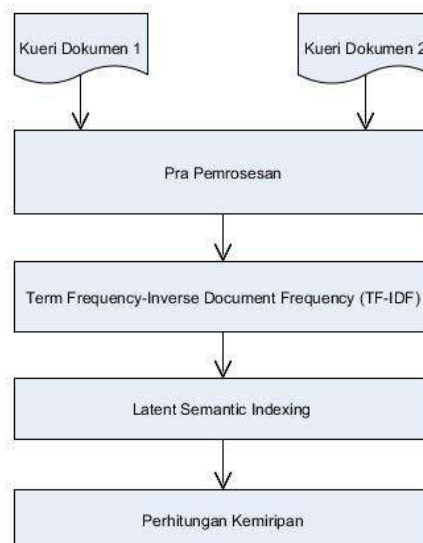 Kueri Dokumen 1
Kueri Dokumen 2
Pra Pemrosesan
Term Frequency-Inverse Document Frequency (TF-IDF)
Latent Semantic Indexing
Perhitungan Kemiripan